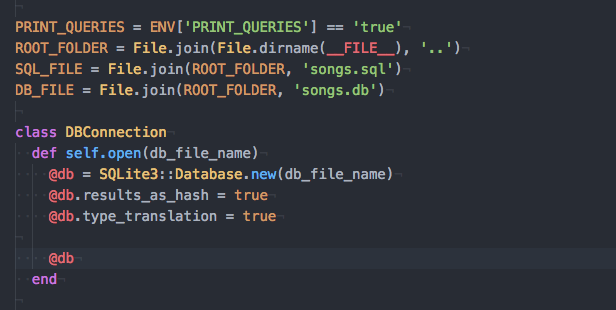 PRINT_QUERIES = ENV['PRINT_QUERIES'] == 'true'
ROOT_FOLDER = File.join(File.dirname(__FILE__), '..')
SQL_FILE = File.join(ROOT_FOLDER, 'songs.sql')
DB_FILE = File.join(ROOT_FOLDER, 'songs.db')
class DBConnection
  def self.open(db_file_name)
    @db = SQLite3::Database.new(db_file_name)
    @db.results_as_hash = true
    @db.type_translation = true
    @db
  end